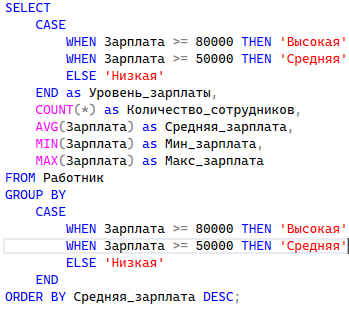 SELECT
    CASE
        WHEN Зарплата >= 80000 THEN 'Высокая'
        WHEN Зарплата >= 50000 THEN 'Средняя'
        ELSE 'Низкая'
    END as Уровень_зарплаты,
    COUNT(*) as Количество_сотрудников,
    AVG(Зарплата) as Средняя_зарплата,
    MIN(Зарплата) as Мин_зарплата,
    MAX(Зарплата) as Макс_зарплата
FROM Работник
GROUP BY
    CASE
        WHEN Зарплата >= 80000 THEN 'Высокая'
        WHEN Зарплата >= 50000 THEN 'Средняя'
        ELSE 'Низкая'
    END
ORDER BY Средняя_зарплата DESC;